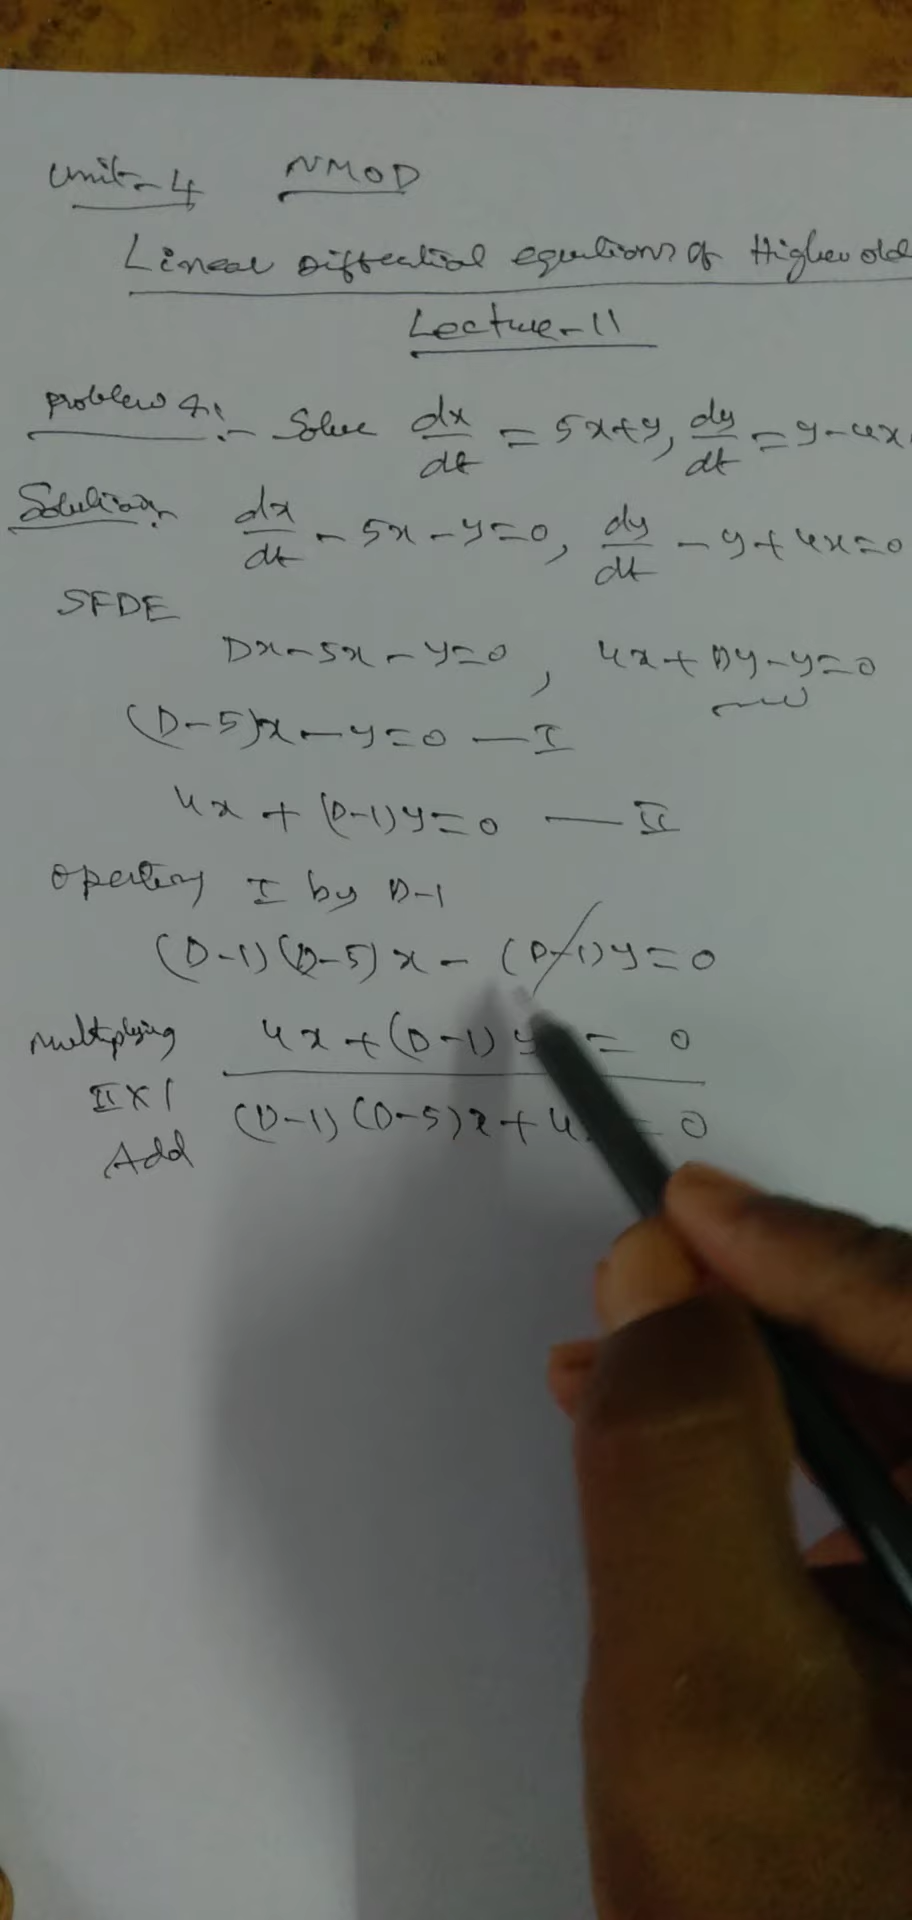 Unit-4 NMOD
Linear Differential equations of Higher old
Lecture-11
problem 4:- Solve dx/dt = 5x+y, dy/dt = y-4x.
Solution dx/dt - 5x - y=0, dy/dt - y + 4x=0
SFDE
Dx-5x-y=0, 4x+Dy-y=0
(D-5)x-y=0 — I
4x + (D-1)y=0 — II
I by D-1
(D-1)(D-5)x - (D-1)y=0
Multiplying 4x+(D-1)y = 0
II X 1
Add (D-1)(D-5)x+4x = 0